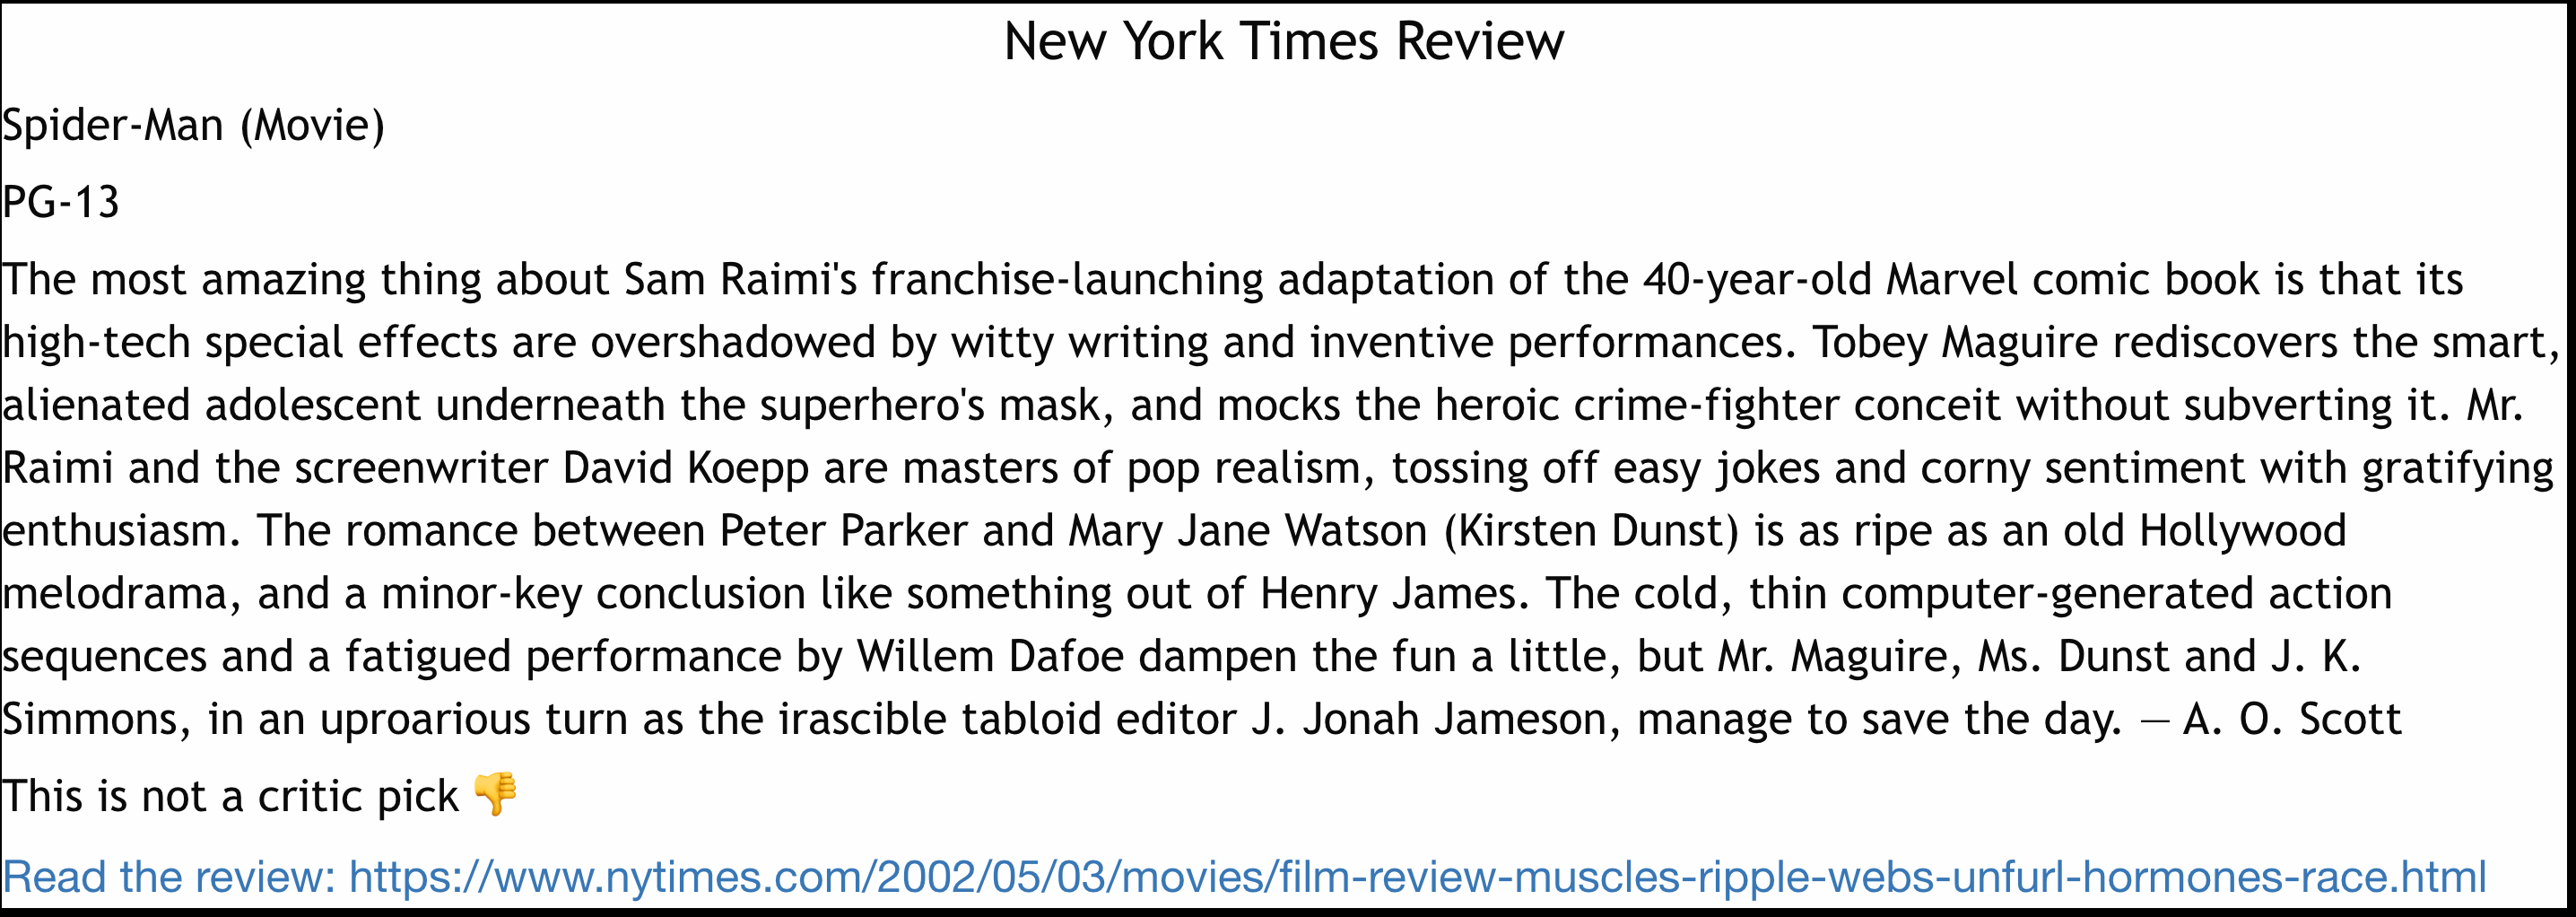 New York Times Review
Spider-Man (Movie)
PG-13
The most amazing thing about Sam Raimi's franchise-launching adaptation of the 40-year-old Marvel comic book is that its
high-tech special effects are overshadowed by witty writing and inventive performances. Tobey Maguire rediscovers the smart,
alienated adolescent underneath the superhero's mask, and mocks the heroic crime-fighter conceit without subverting it. Mr.
Raimi and the screenwriter David Koepp are masters of pop realism, tossing off easy jokes and corny sentiment with gratifying
enthusiasm. The romance between Peter Parker and Mary Jane Watson (Kirsten Dunst) is as ripe as an old Hollywood
melodrama, and a minor-key conclusion like something out of Henry James. The cold, thin computer-generated action
sequences and a fatigued performance by Willem Dafoe dampen the fun a little, but Mr. Maguire, Ms. Dunst and J. K.
Simmons, in an uproarious turn as the irascible tabloid editor J. Jonah Jameson, manage to save the day. — A. O. Scott
This is not a critic pick 👎
Read the review: https://www.nytimes.com/2002/05/03/movies/film-review-muscles-ripple-webs-unfurl-hormones-race.html